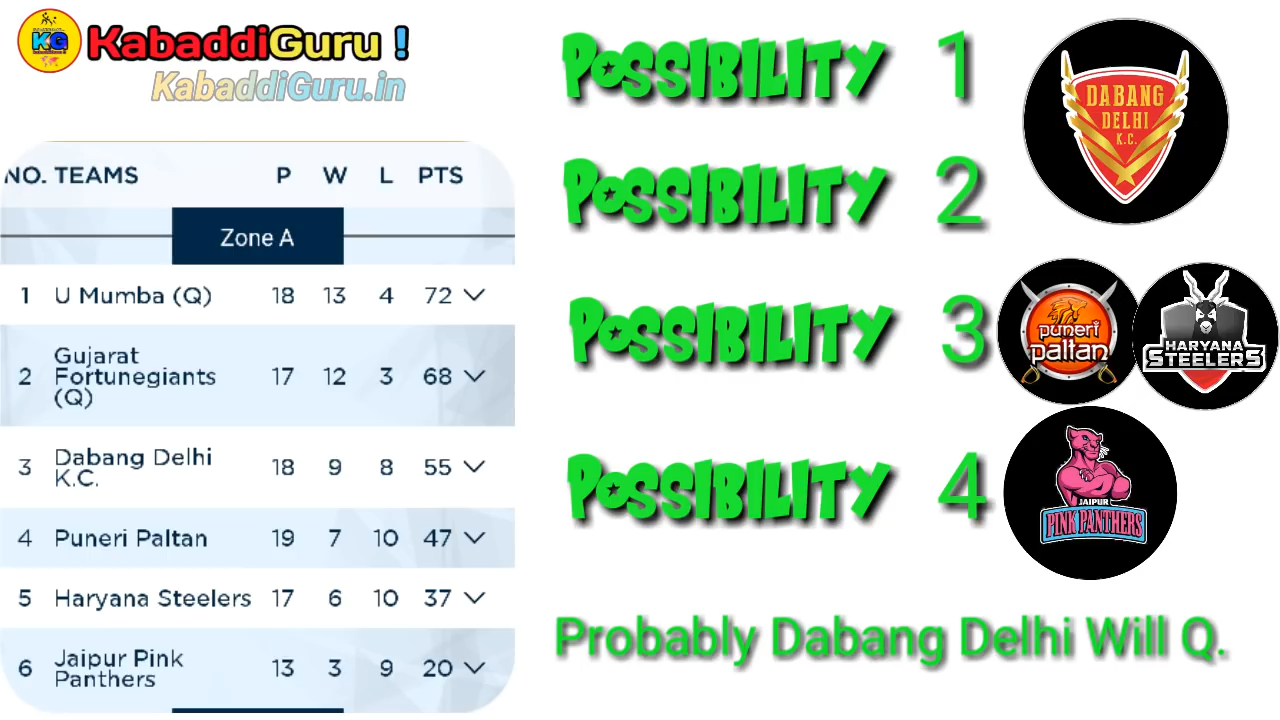 KG
KabaddiGuru !
KabaddiGuru.in
NO. TEAMS P W L PTS
Zone A
1 U Mumba (Q) 18 13 4 72
2 Gujarat Fortunegiants (Q) 17 12 3 68
3 Dabang Delhi K.C. 18 9 8 55
4 Puneri Paltan 19 7 10 47
5 Haryana Steelers 17 6 10 37
6 Jaipur Pink Panthers 13 3 9 20
Possibility 1
DABANG
DELHI
K.C.
Possibility 2
Possibility 3
puneri
paltan
HARYANA
STEELERS
Possibility 4
JAIPUR
PINK PANTHERS
Probably Dabang Delhi Will Q.